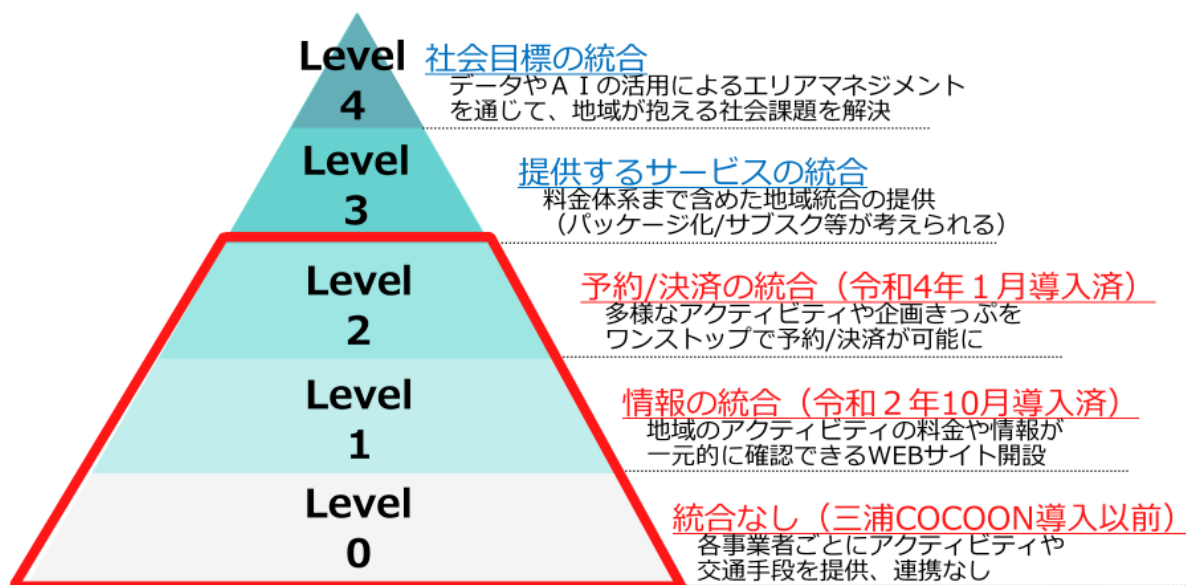 Level
4
社会目標の統合
データやＡＩの活用によるエリアマネジメント
を通じて、地域が抱える社会課題を解決
Level
3
提供するサービスの統合
料金体系まで含めた地域統合の提供
（パッケージ化/サブスク等が考えられる）
Level
2
予約/決済の統合（令和4年１月導入済）
多様なアクティビティや企画きっぷを
ワンストップで予約/決済が可能に
Level
1
情報の統合（令和２年10月導入済）
地域のアクティビティの料金や情報が
一元的に確認できるWEBサイト開設
Level
0
統合なし（三浦COCOON導入以前）
各事業者ごとにアクティビティや
交通手段を提供、連携なし